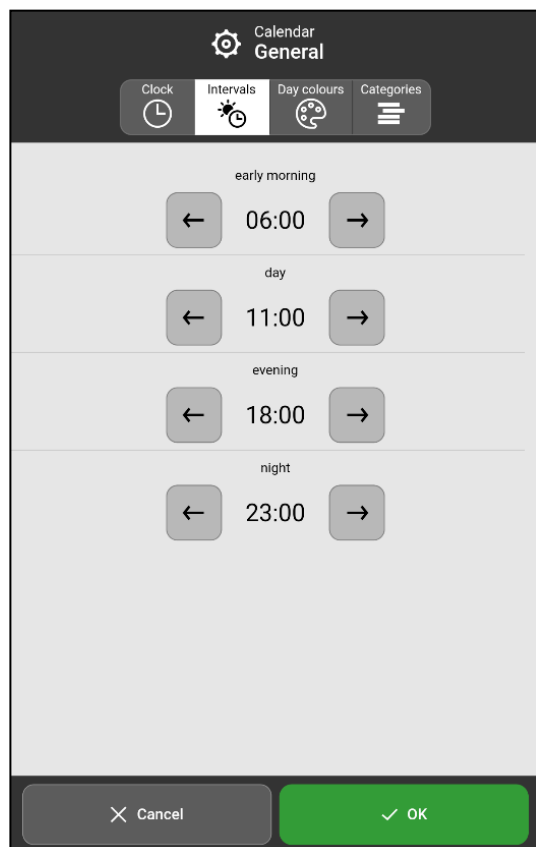 Calendar
General
Clock Intervals Day colours Categories
early morning
06:00
day
11:00
evening
18:00
night
23:00
Cancel OK